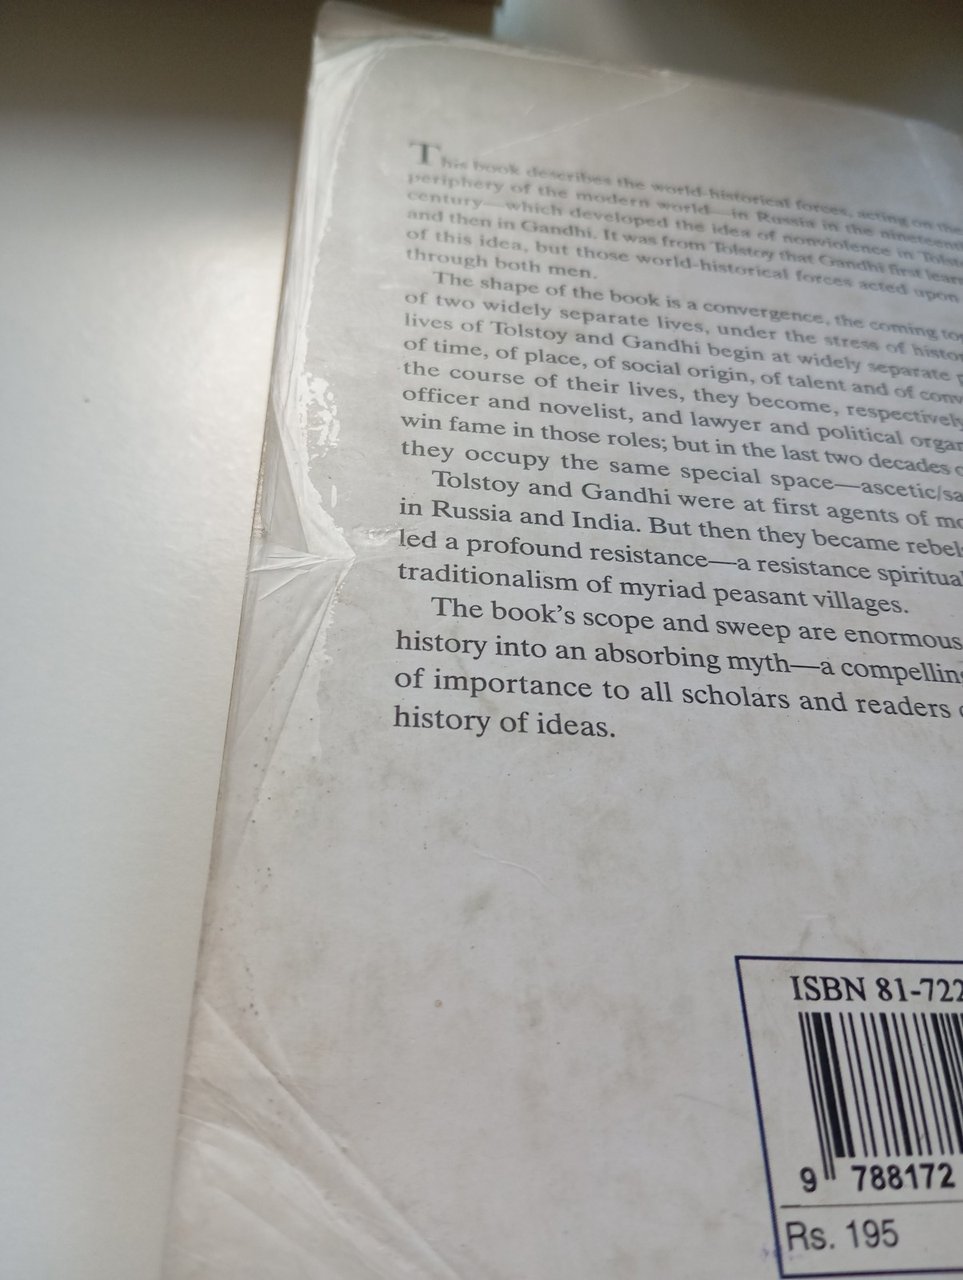 This book describes the world-historical forces, acting on the
periphery of the modern world—in Russia in the nineteenth
century—which developed the idea of nonviolence in Tolst
and then in Gandhi. It was from Tolstoy that Gandhi first lear
of this idea, but those world-historical forces acted upon
through both men.
The shape of the book is a convergence, the coming to
of two widely separate lives, under the stress of histor
lives of Tolstoy and Gandhi begin at widely separate p
of time, of place, of social origin, of talent and of conv
the course of their lives, they become, respectively
officer and novelist, and lawyer and political organ
win fame in those roles; but in the last two decades o
they occupy the same special space—ascetic/sa
Tolstoy and Gandhi were at first agents of mo
in Russia and India. But then they became rebel
led a profound resistance—a resistance spiritual
traditionalism of myriad peasant villages.
The book's scope and sweep are enormous
history into an absorbing myth—a compelling
of importance to all scholars and readers o
history of ideas.
ISBN 81-722
9 788172
Rs. 195